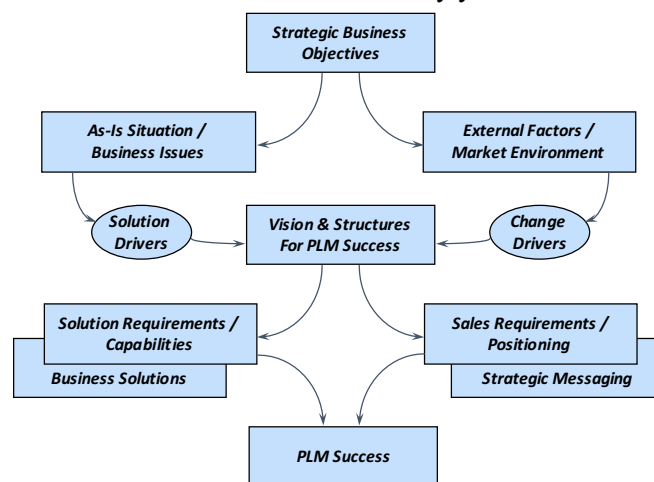 Strategic Business
Objectives
As-Is Situation /
Business Issues
External Factors /
Market Environment
Solution
Drivers
Vision & Structures
For PLM Success
Change
Drivers
Solution Requirements /
Capabilities
Business Solutions
Sales Requirements /
Positioning
Strategic Messaging
PLM Success